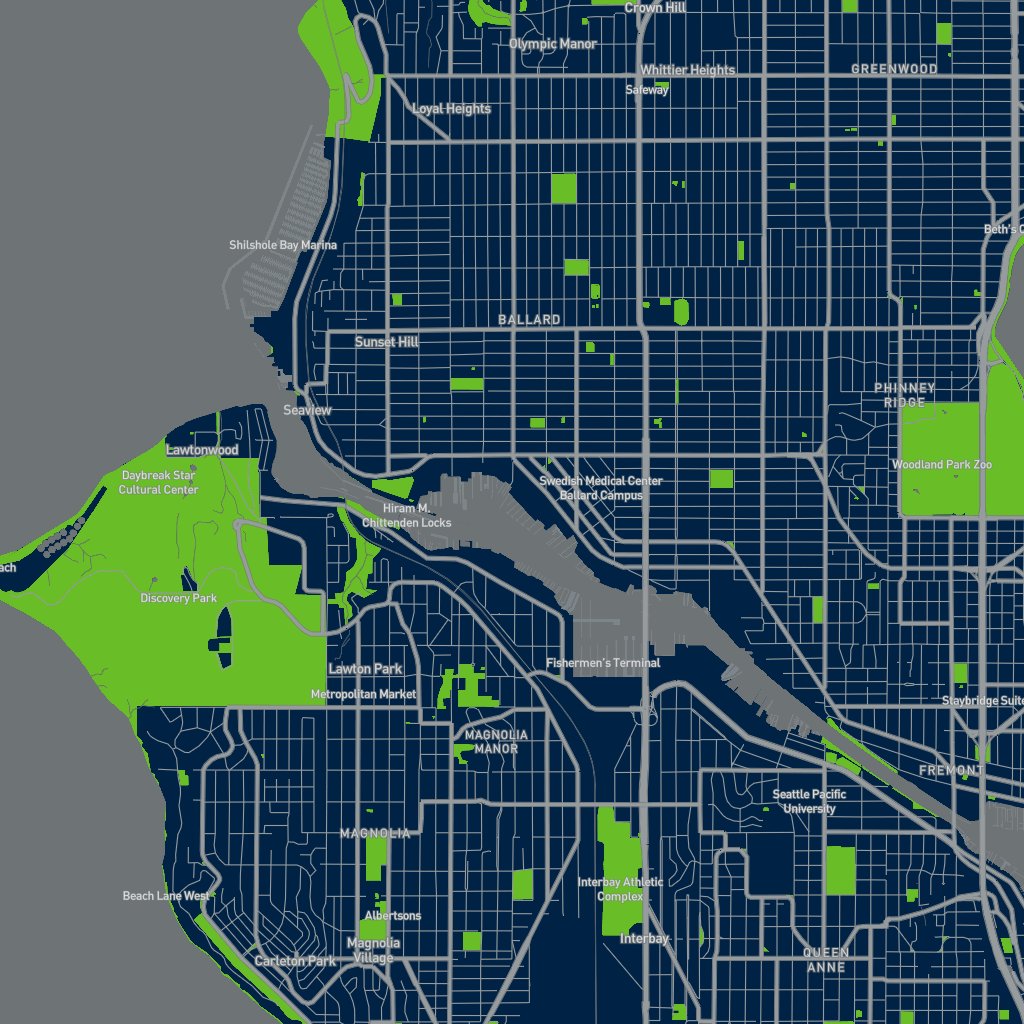 Crown Hill
Olympic Manor
Whittier Heights
GREENWOOD
Safeway
Loyal Heights
Beth's C
Shilshole Bay Marina
BALLARD
Sunset Hill
PHINNEY
RIDGE
Seaview
Lawtonwood
Woodland Park Zoo
Daybreak Star
Cultural Center
Swedish Medical Center
Ballard Campus
Hiram M.
Chittenden Locks
ach
Discovery Park
Fishermen's Terminal
Lawton Park
Metropolitan Market
Staybridge Suite
MAGNOLIA
MANOR
FREMONT
Seattle Pacific
University
MAGNOLIA
Interbay Athletic
Complex
Beach Lane West
Albertsons
Interbay
Magnolia
Village
Carleton Park
QUEEN
ANNE